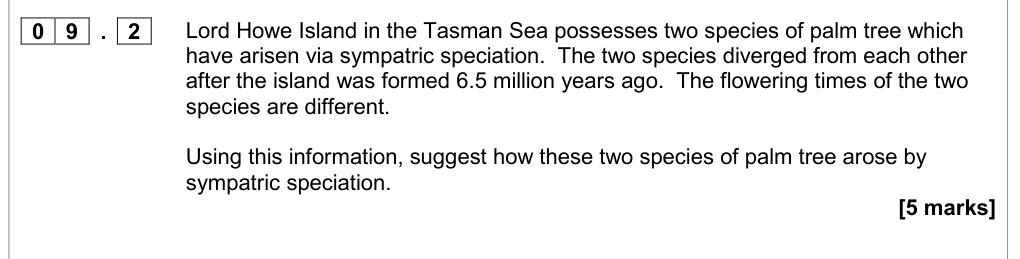 0 9 . 2 Lord Howe Island in the Tasman Sea possesses two species of palm tree which
have arisen via sympatric speciation.  The two species diverged from each other
after the island was formed 6.5 million years ago.  The flowering times of the two
species are different.
Using this information, suggest how these two species of palm tree arose by
sympatric speciation.
[5 marks]